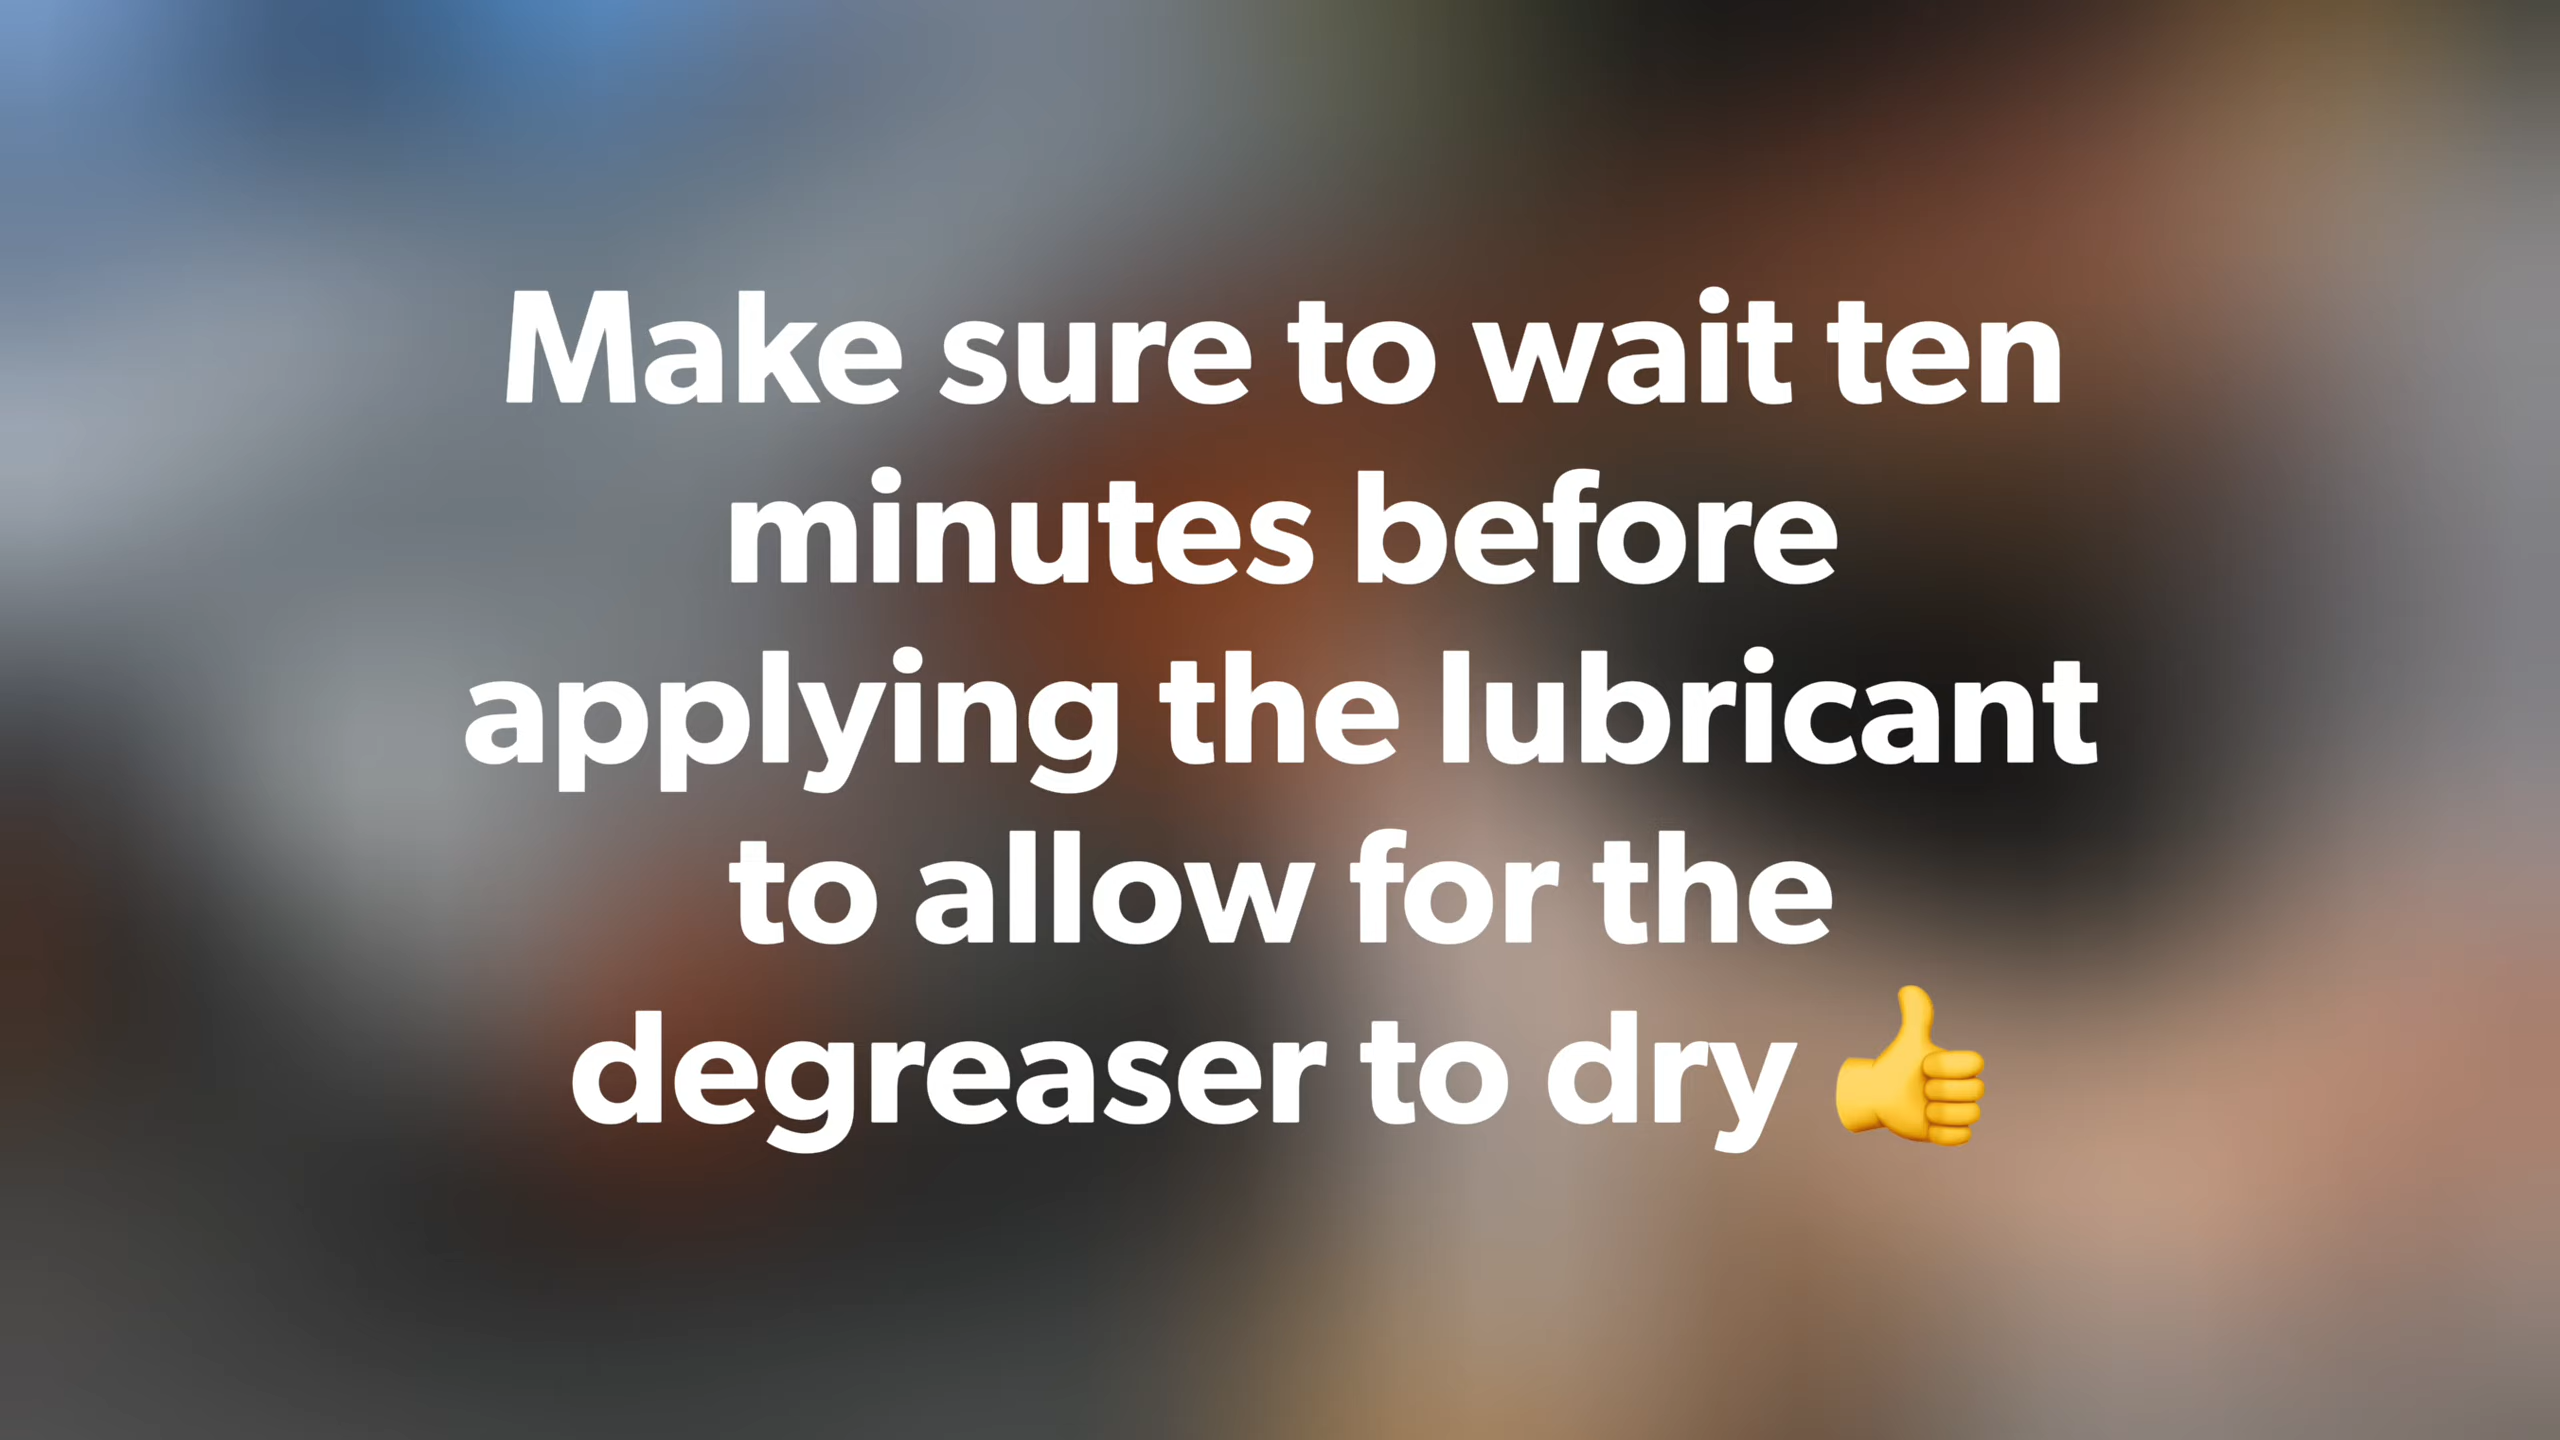 Make sure to wait ten
minutes before
applying the lubricant
to allow for the
degreaser to dry 👍